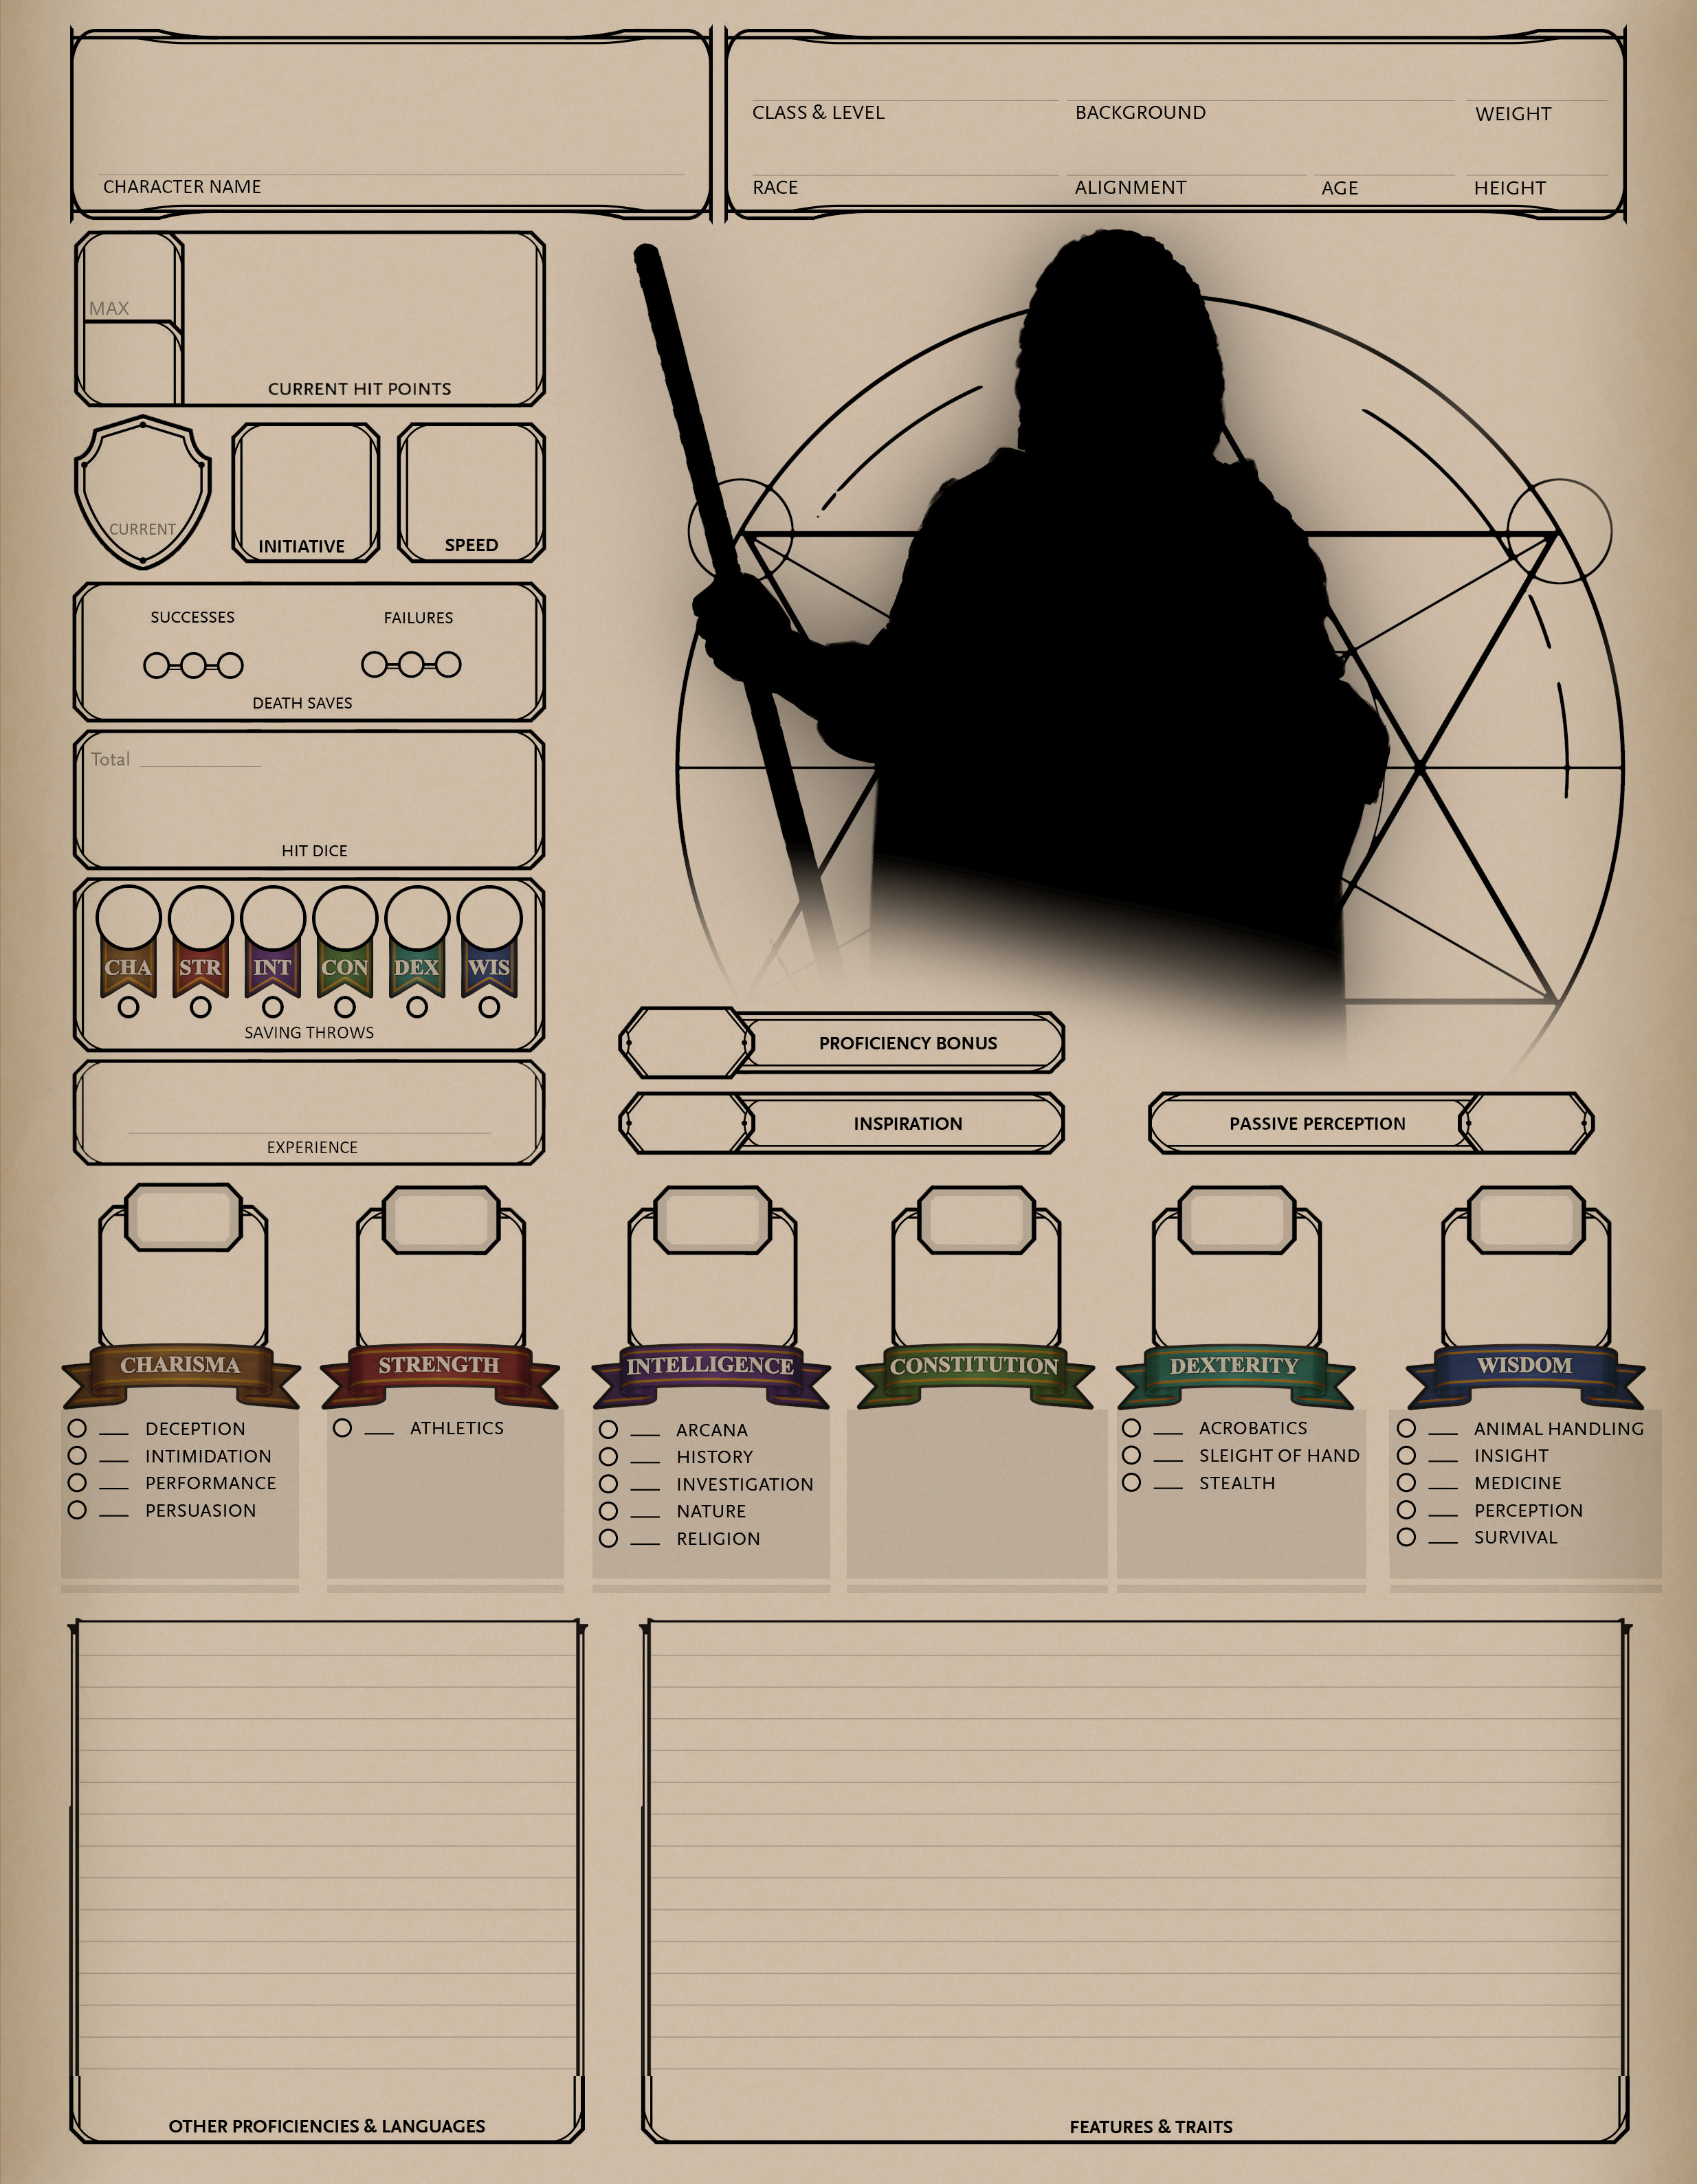 CHARACTER NAME
CLASS & LEVEL
BACKGROUND
WEIGHT
RACE
ALIGNMENT
AGE
HEIGHT
MAX
CURRENT HIT POINTS
CURRENT
INITIATIVE
SPEED
SUCCESSES
FAILURES
DEATH SAVES
Total
HIT DICE
CHA
STR
INT
CON
DEX
WIS
SAVING THROWS
EXPERIENCE
PROFICIENCY BONUS
INSPIRATION
PASSIVE PERCEPTION
CHARISMA
DECEPTION
INTIMIDATION
PERFORMANCE
PERSUASION
STRENGTH
ATHLETICS
INTELLIGENCE
ARCANA
HISTORY
INVESTIGATION
NATURE
RELIGION
CONSTITUTION
DEXTERITY
ACROBATICS
SLEIGHT OF HAND
STEALTH
WISDOM
ANIMAL HANDLING
INSIGHT
MEDICINE
PERCEPTION
SURVIVAL
OTHER PROFICIENCIES & LANGUAGES
FEATURES & TRAITS